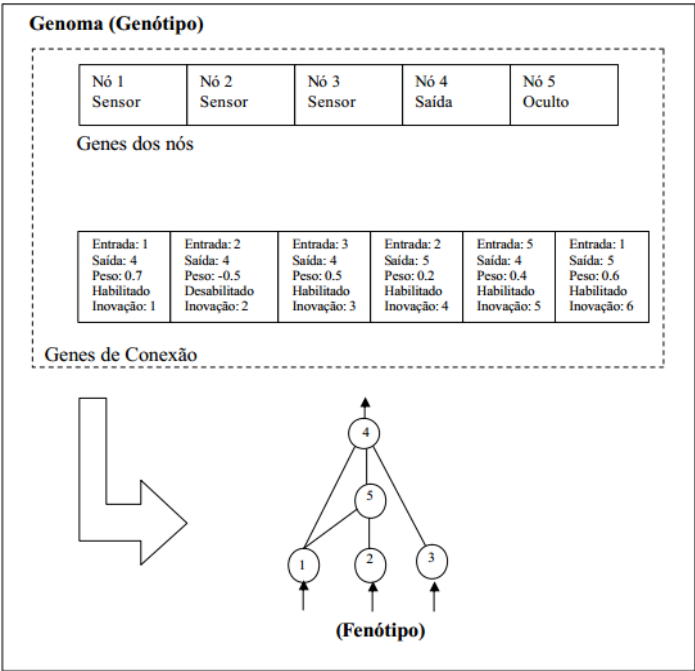 Genoma (Genótipo)
Nó 1 Nó 2 Nó 3 Nó 4 Nó 5
Sensor Sensor Sensor Saída Oculto
Genes dos nós
Entrada: 1 Entrada: 2 Entrada: 3 Entrada: 2 Entrada: 5 Entrada: 1
Saída: 4 Saída: 4 Saída: 4 Saída: 5 Saída: 4 Saída: 5
Peso: 0.7 Peso: -0.5 Peso: 0.5 Peso: 0.2 Peso: 0.4 Peso: 0.6
Habilitado Desabilitado Habilitado Habilitado Habilitado Habilitado
Inovação: 1 Inovação: 2 Inovação: 3 Inovação: 4 Inovação: 5 Inovação: 6
Genes de Conexão
4
5
1 2 3
(Fenótipo)